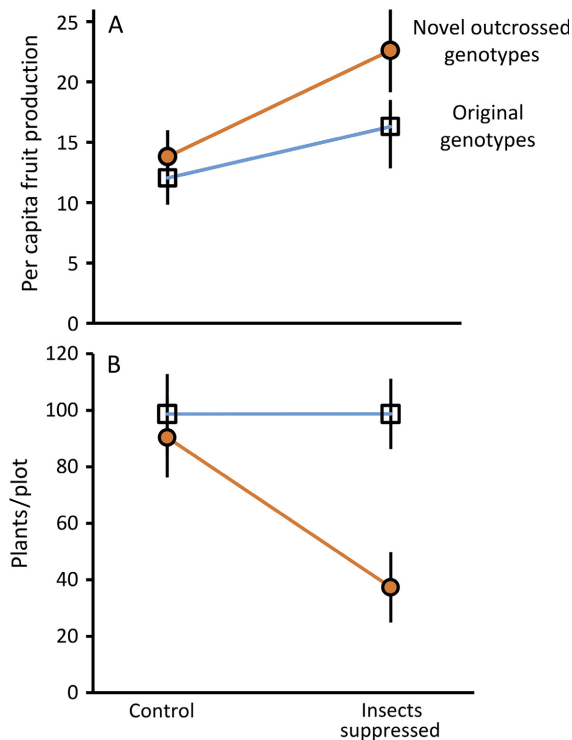 A
Novel outcrossed
genotypes
Original
genotypes
Per capita fruit production
25
20
15
10
5
0
B
Plants/plot
120
100
80
60
40
20
0
Control
Insects
suppressed